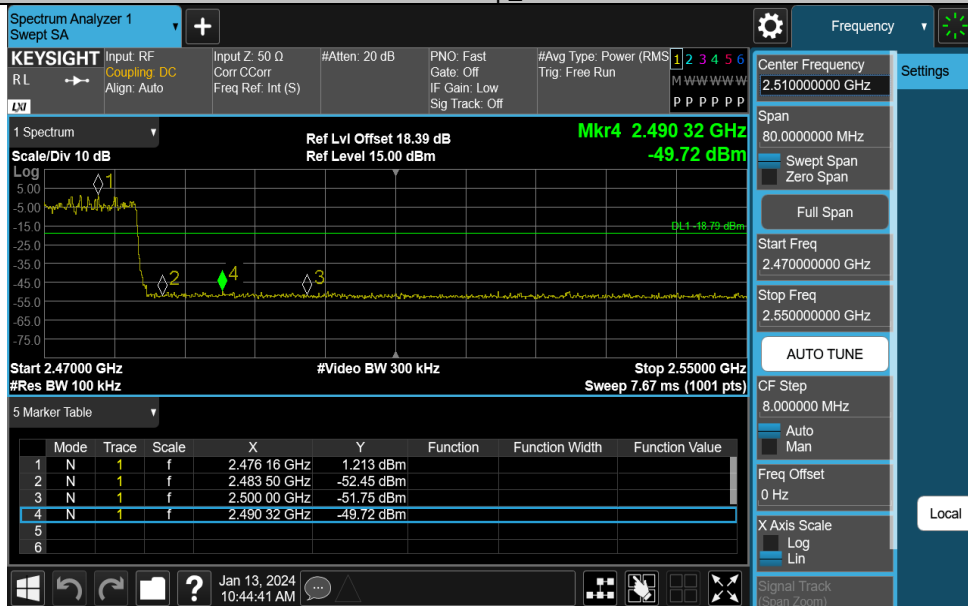 Spectrum Analyzer 1
Swept SA
+
Frequency
KEYSIGHT
RL
LXI
Input: RF
Coupling: DC
Align: Auto
Input Z: 50 Ω
Corr CCorr
Freq Ref: Int (S)
#Atten: 20 dB
PNO: Fast
Gate: Off
IF Gain: Low
Sig Track: Off
#Avg Type: Power (RMS
Trig: Free Run
1 2 3 4 5 6
M W W W W W
P P P P P P
1 Spectrum
Scale/Div 10 dB
Ref Lvl Offset 18.39 dB
Ref Level 15.00 dBm
Mkr4 2.490 32 GHz
-49.72 dBm
Log
5.00
-5.00
-15.0
-25.0
-35.0
-45.0
-55.0
-65.0
-75.0
1
2
4
3
DL1 -18.79 dBm
Start 2.47000 GHz
#Video BW 300 kHz
Stop 2.55000 GHz
#Res BW 100 kHz
Sweep 7.67 ms (1001 pts)
5 Marker Table
Mode Trace Scale X Y Function Function Width Function Value
1 N 1 f 2.476 16 GHz 1.213 dBm
2 N 1 f 2.483 50 GHz -52.45 dBm
3 N 1 f 2.500 00 GHz -51.75 dBm
4 N 1 f 2.490 32 GHz -49.72 dBm
5
6
?
Jan 13, 2024
10:44:41 AM
Center Frequency
2.510000000 GHz
Span
80.0000000 MHz
Swept Span
Zero Span
Full Span
Start Freq
2.470000000 GHz
Stop Freq
2.550000000 GHz
AUTO TUNE
CF Step
8.000000 MHz
Auto
Man
Freq Offset
0 Hz
X Axis Scale
Log
Lin
Signal Track
(Span Zoom)
Settings
Local